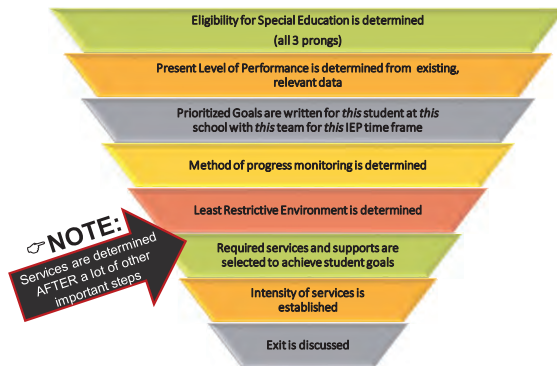 Eligibility for Special Education is determined
(all 3 prongs)
Present Level of Performance is determined from existing,
relevant data
Prioritized Goals are written for this student at this
school with this team for this IEP time frame
Method of progress monitoring is determined
Least Restrictive Environment is determined
☞NOTE:
Services are determined
AFTER a lot of other
important steps
Required services and supports are
selected to achieve student goals
Intensity of services is
established
Exit is discussed